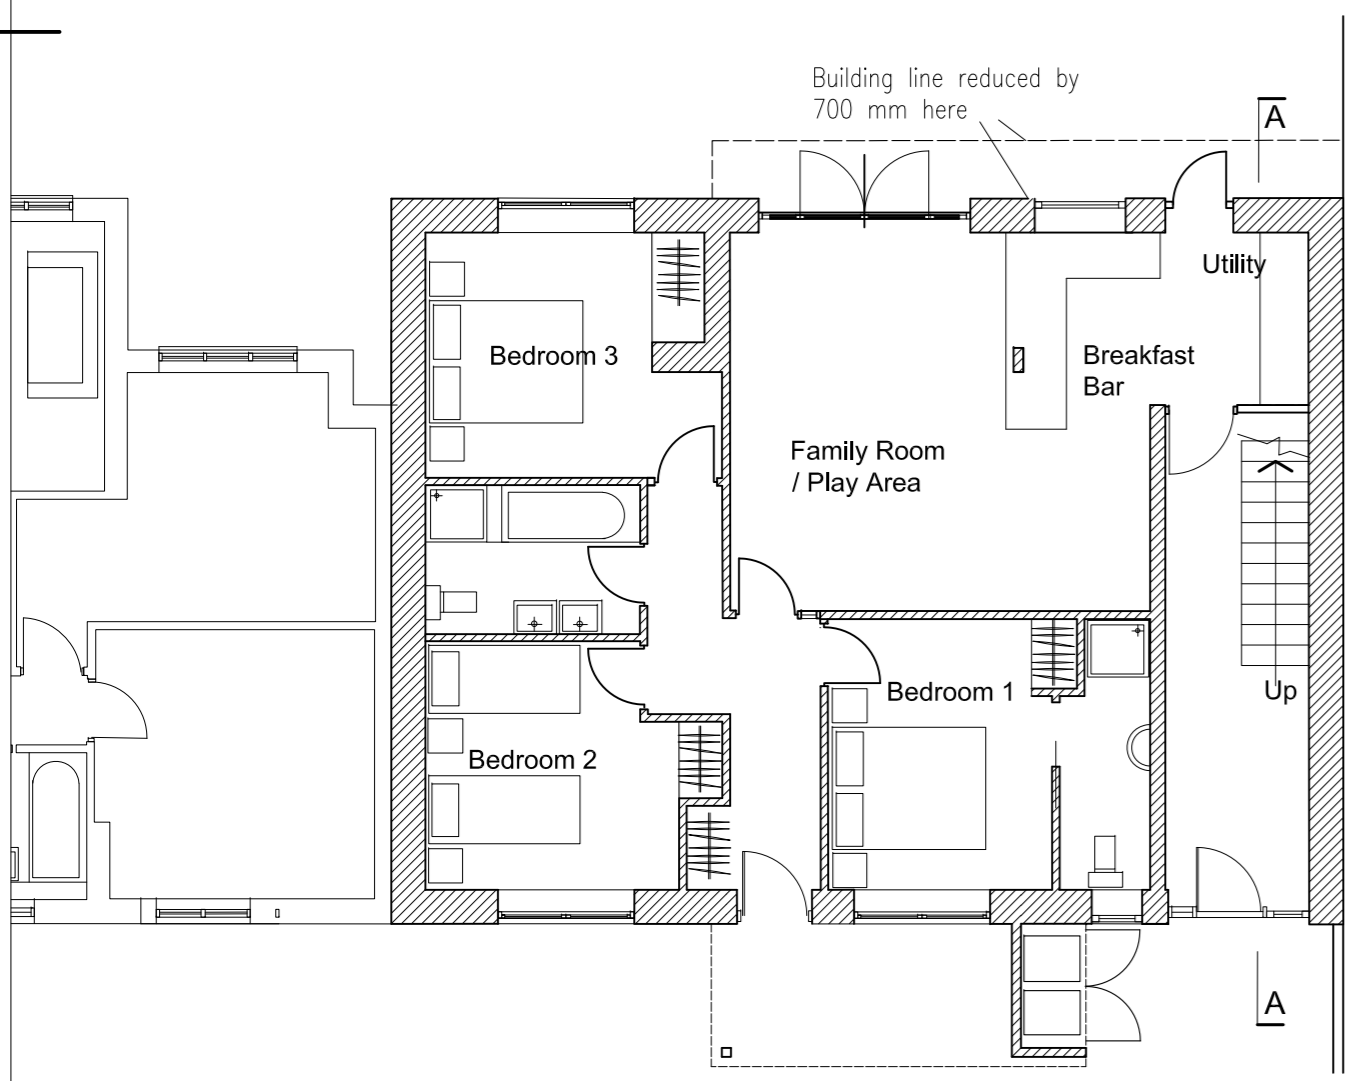 Building line reduced by
700 mm here
A
Utility
Bedroom 3
Breakfast
Bar
Family Room
/ Play Area
Bedroom 1
Up
Bedroom 2
A